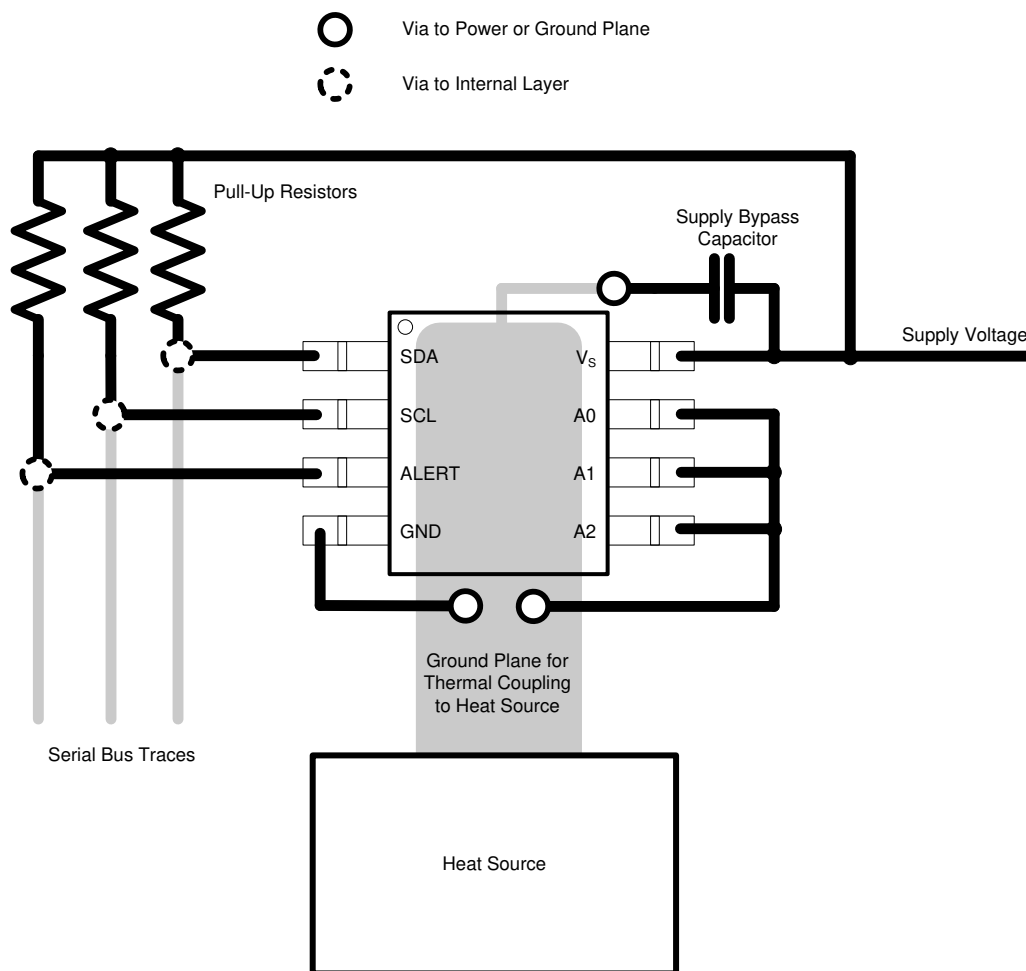 Via to Power or Ground Plane
Via to Internal Layer
Pull-Up Resistors
Supply Bypass
Capacitor
Supply Voltage
SDA
SCL
ALERT
GND
VS
A0
A1
A2
Ground Plane for
Thermal Coupling
to Heat Source
Serial Bus Traces
Heat Source